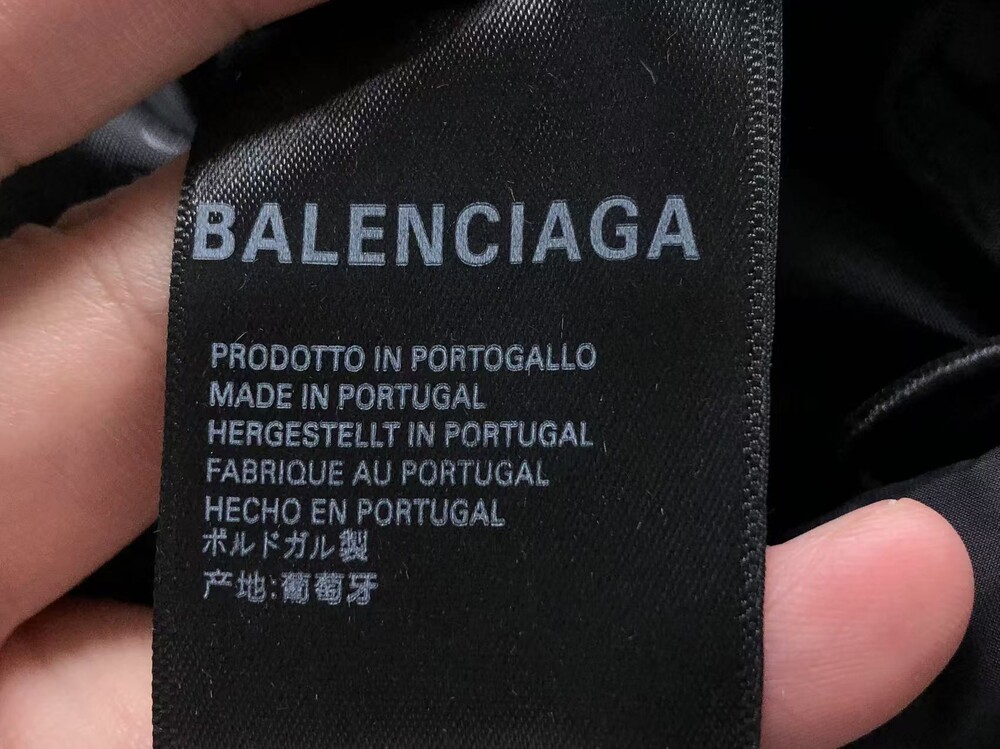 BALENCIAGA
PRODOTTO IN PORTOGALLO
MADE IN PORTUGAL
HERGESTELLT IN PORTUGAL
FABRIQUE AU PORTUGAL
HECHO EN PORTUGAL
ポルドガル製
产地:葡萄牙